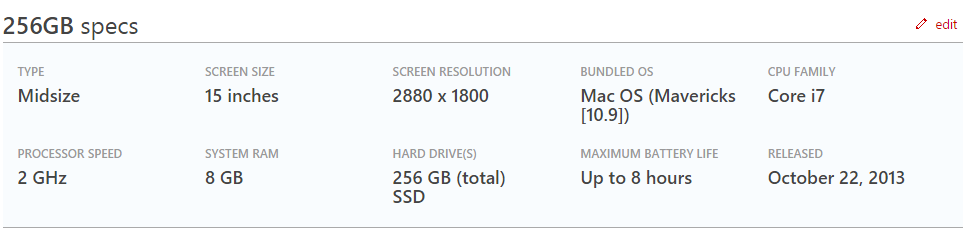 256GB specs
edit
TYPE
Midsize
SCREEN SIZE
15 inches
SCREEN RESOLUTION
2880 x 1800
BUNDLED OS
Mac OS (Mavericks
[10.9])
CPU FAMILY
Core i7
PROCESSOR SPEED
2 GHz
SYSTEM RAM
8 GB
HARD DRIVE(S)
256 GB (total)
SSD
MAXIMUM BATTERY LIFE
Up to 8 hours
RELEASED
October 22, 2013